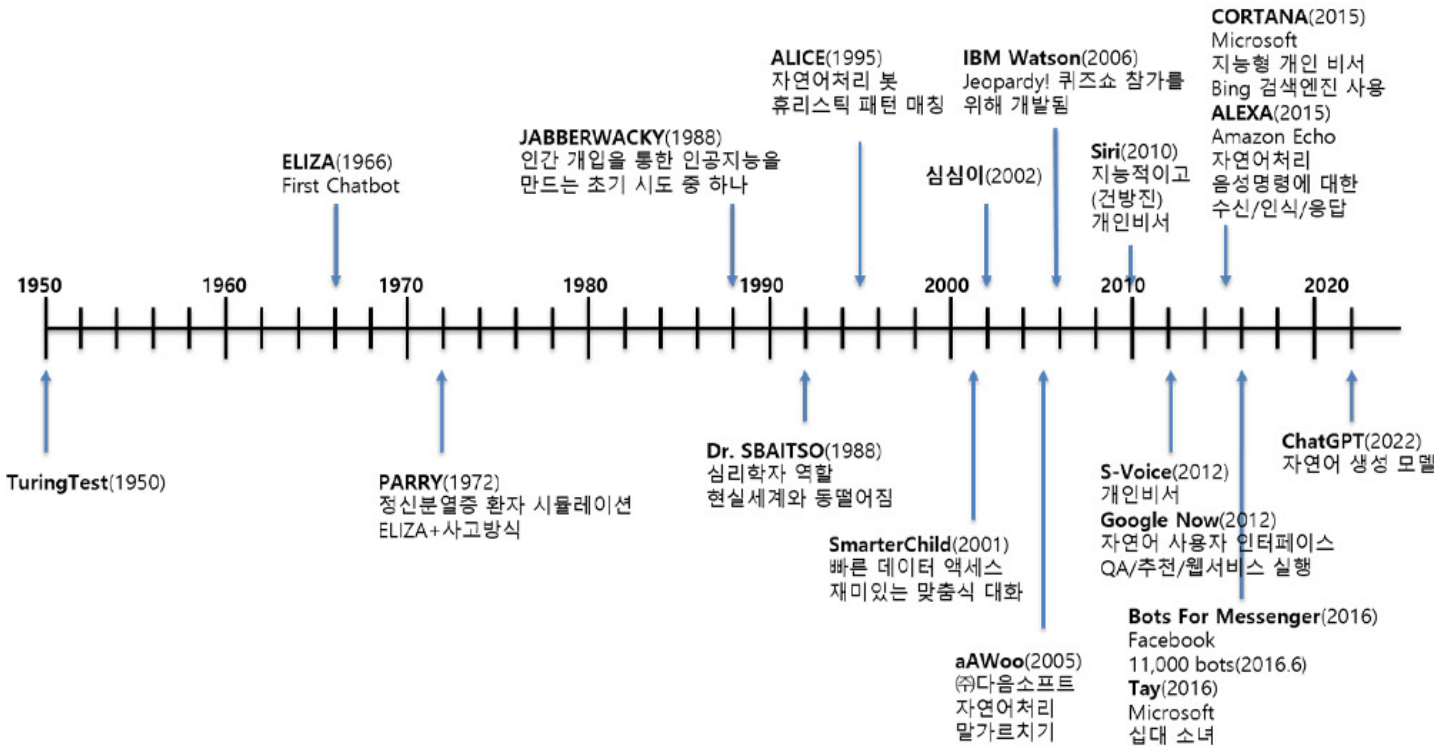 CORTANA(2015)
Microsoft
지능형 개인 비서
Bing 검색엔진 사용
ALEXA(2015)
Amazon Echo
자연어처리
음성명령에 대한
수신/인식/응답
ALICE(1995)
자연어처리 봇
휴리스틱 패턴 매칭
IBM Watson(2006)
Jeopardy! 퀴즈쇼 참가를
위해 개발됨
JABBERWACKY(1988)
인간 개입을 통한 인공지능을
만드는 초기 시도 중 하나
ELIZA(1966)
First Chatbot
심심이(2002)
Siri(2010)
지능적이고
(건방진)
개인비서
1950
1960
1970
1980
1990
2000
2010
2020
TuringTest(1950)
PARRY(1972)
정신분열증 환자 시뮬레이션
ELIZA+사고방식
Dr. SBAITSO(1988)
심리학자 역할
현실세계와 동떨어짐
SmarterChild(2001)
빠른 데이터 액세스
재미있는 맞춤식 대화
aAWoo(2005)
㈜다음소프트
자연어처리
말가르치기
S-Voice(2012)
개인비서
Google Now(2012)
자연어 사용자 인터페이스
QA/추천/웹서비스 실행
Bots For Messenger(2016)
Facebook
11,000 bots(2016.6)
Tay(2016)
Microsoft
십대 소녀
ChatGPT(2022)
자연어 생성 모델